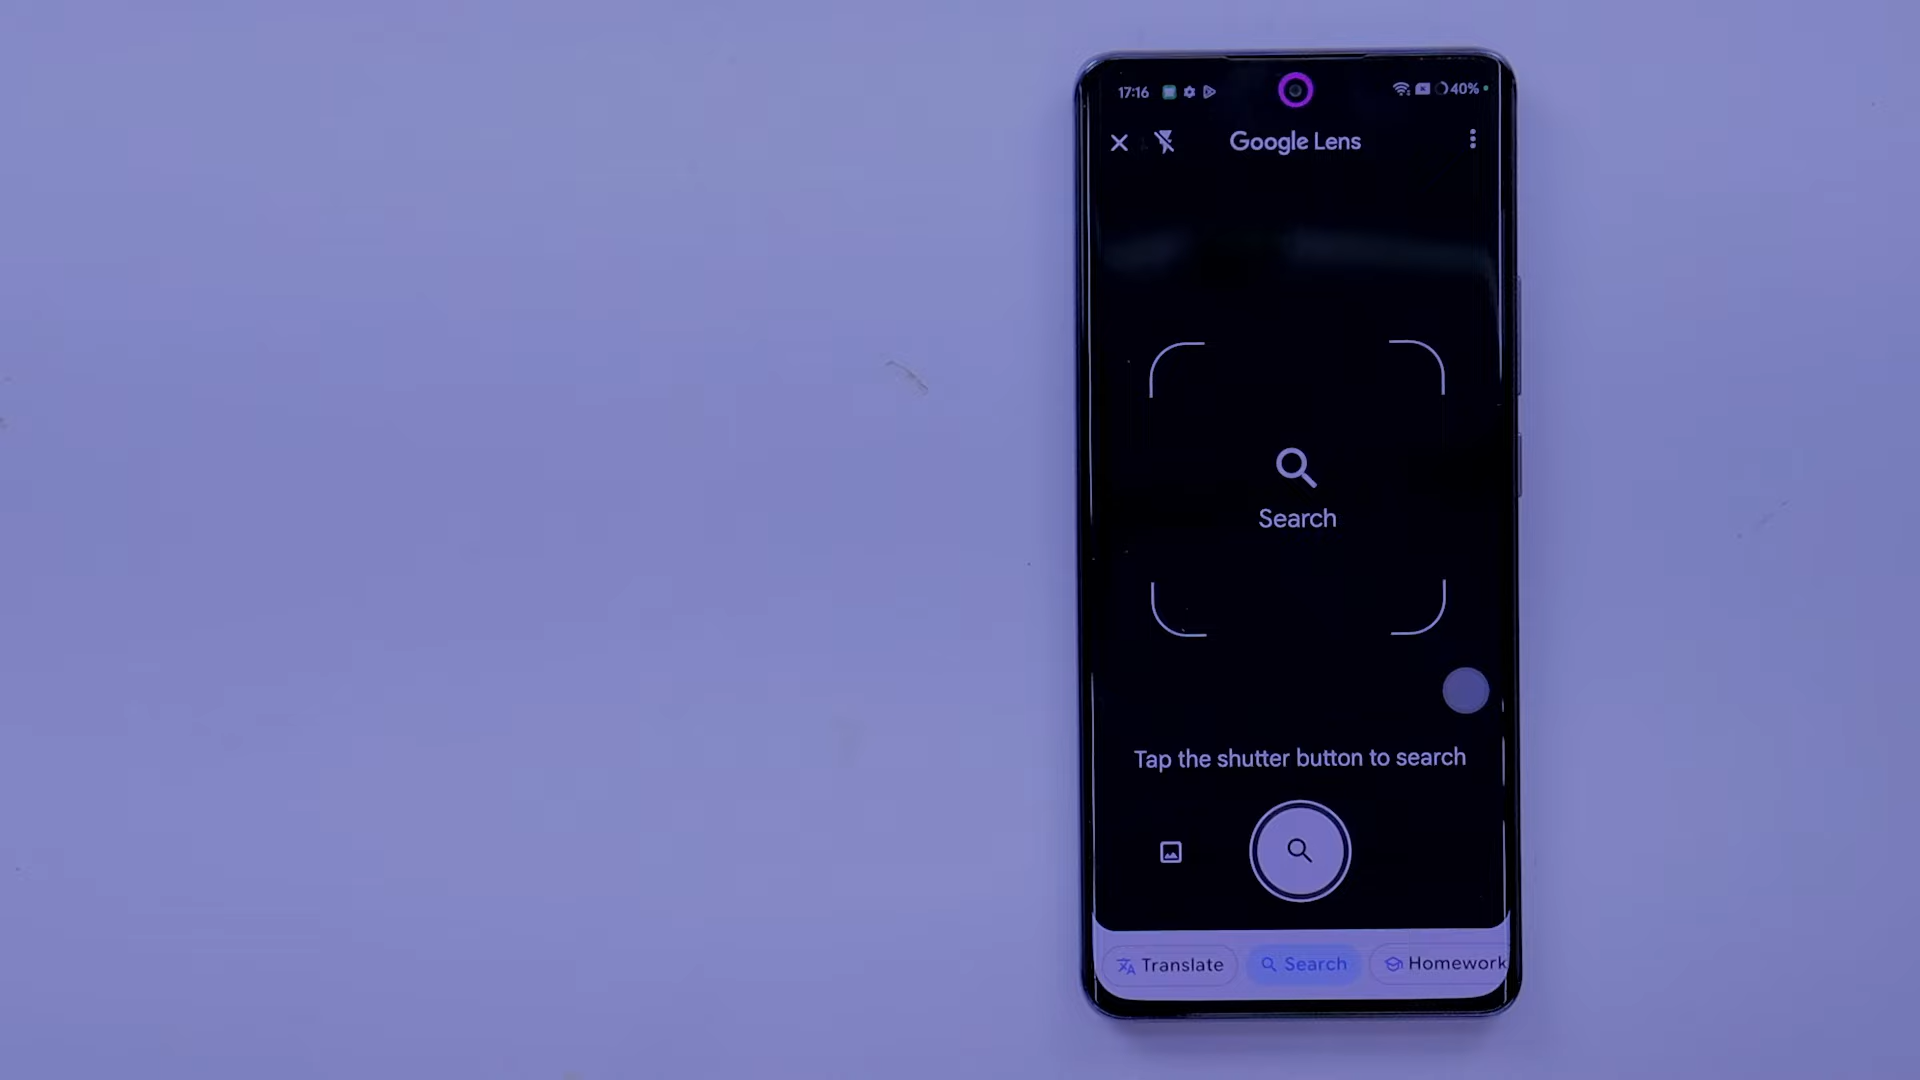 17:16 40%
Google Lens
Search
Tap the shutter button to search
Translate Search Homework